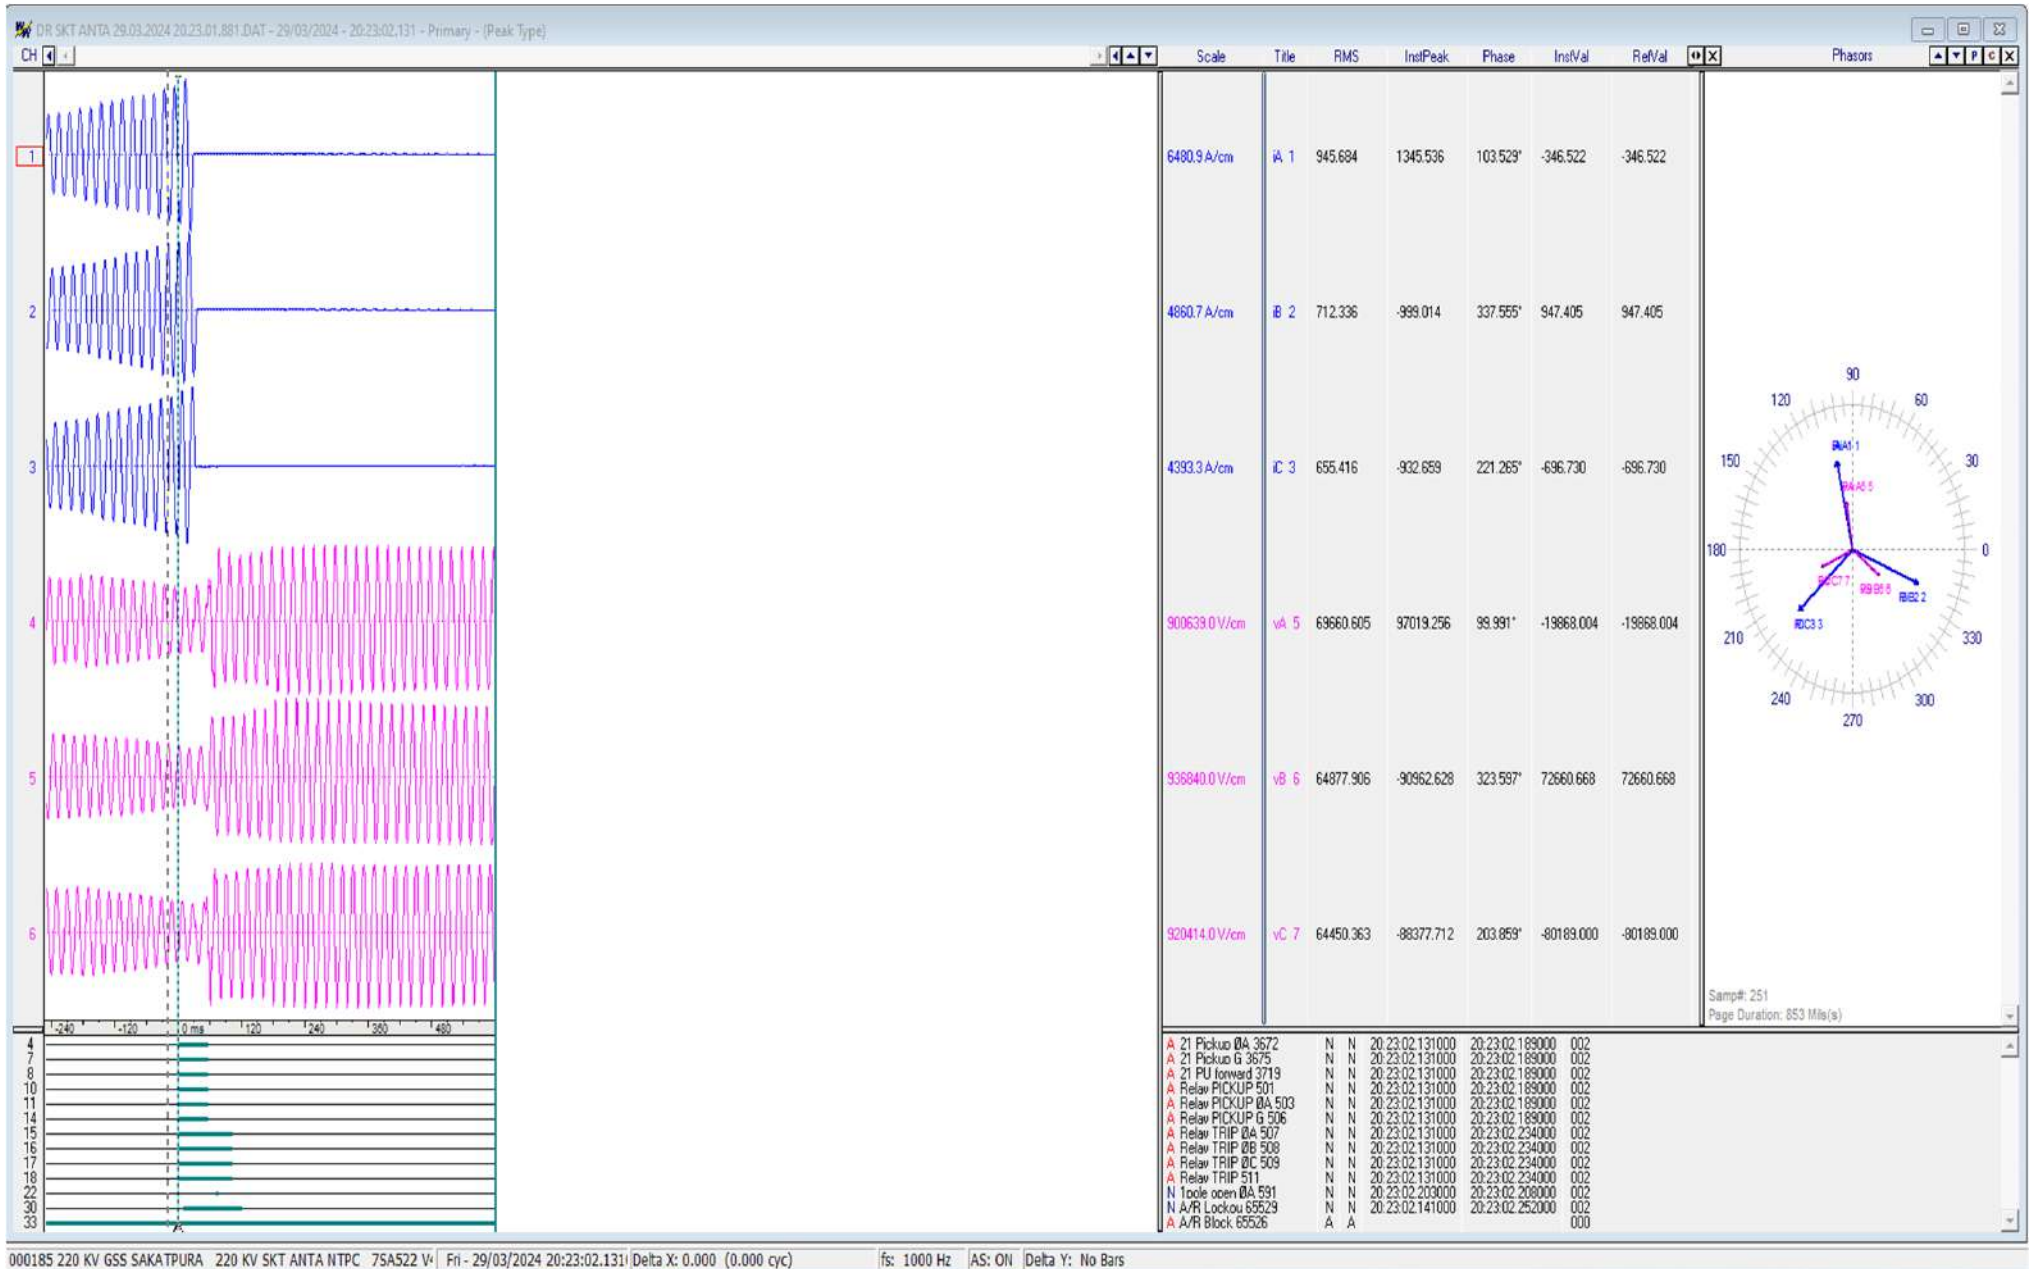 DR SKT ANTA 29.03.2024 20.23.01.881.DAT - 29/03/2024 - 20:23:02.131 - Primary - (Peak Type)
CH Scale Title RMS InstPeak Phase InstVal RefVal Phasors P C X
1 6480.9 A/cm iA 1 945.684 1345.536 103.529° -346.522 -346.522
2 4860.7 A/cm iB 2 712.336 -999.014 337.555° 947.405 947.405
3 4393.3 A/cm iC 3 655.416 -932.659 221.265° -696.730 -696.730
4 900639.0 V/cm vA 5 69660.605 97019.256 99.991° -19868.004 -19868.004
5 936840.0 V/cm vB 6 64877.906 -90962.628 323.597° 72660.668 72660.668
6 920414.0 V/cm vC 7 64450.363 -88377.712 203.859° -80189.000 -80189.000
90
120 60
150 30
180 0
210 330
240 300
270
Samp#: 251
Page Duration: 853 Mils(s)
-240 -120 0 ms 120 240 360 480
4 A 21 Pickup ØA 3672 N N 20:23:02.131000 20:23:02.189000 002
7 A 21 Pickup G 3675 N N 20:23:02.131000 20:23:02.189000 002
8 A 21 PU forward 3719 N N 20:23:02.131000 20:23:02.189000 002
10 A Relay PICKUP 501 N N 20:23:02.131000 20:23:02.189000 002
11 A Relay PICKUP ØA 503 N N 20:23:02.131000 20:23:02.189000 002
14 A Relay PICKUP G 506 N N 20:23:02.131000 20:23:02.189000 002
15 A Relay TRIP ØA 507 N N 20:23:02.131000 20:23:02.234000 002
16 A Relay TRIP ØB 508 N N 20:23:02.131000 20:23:02.234000 002
17 A Relay TRIP ØC 509 N N 20:23:02.131000 20:23:02.234000 002
18 A Relay TRIP 511 N N 20:23:02.131000 20:23:02.234000 002
22 N 1pole open ØA 591 N N 20:23:02.203000 20:23:02.208000 002
30 N A/R Lockou 65529 N N 20:23:02.141000 20:23:02.252000 002
33 A A/R Block 65526 A A 000
000185 220 KV GSS SAKATPURA 220 KV SKT ANTA NTPC 7SA522 V Fri - 29/03/2024 20:23:02.131 Delta X: 0.000 (0.000 cyc) fs: 1000 Hz AS: ON Delta Y: No Bars